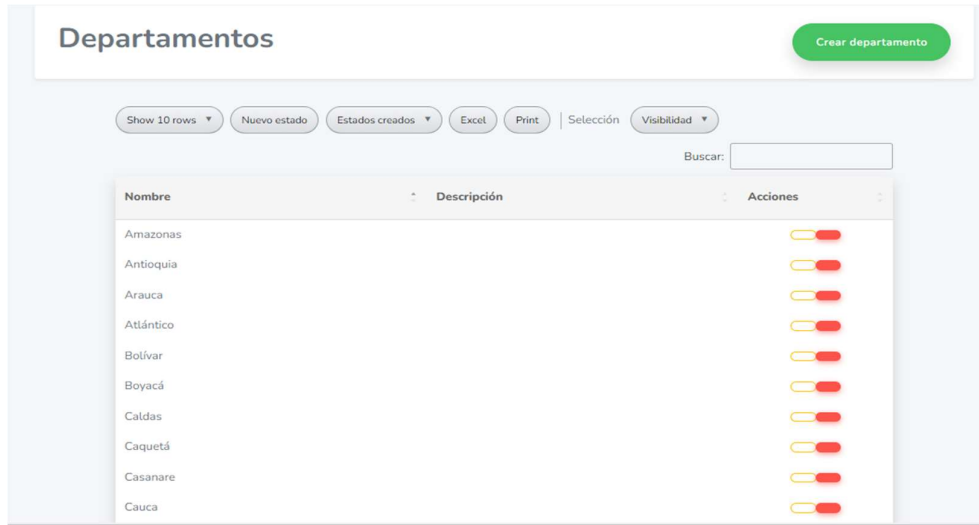 Departamentos
Crear departamento
Show 10 rows Nuevo estado Estados creados Excel Print Selección Visibilidad
Buscar:
Nombre Descripción Acciones
Amazonas
Antioquia
Arauca
Atlántico
Bolívar
Boyacá
Caldas
Caquetá
Casanare
Cauca